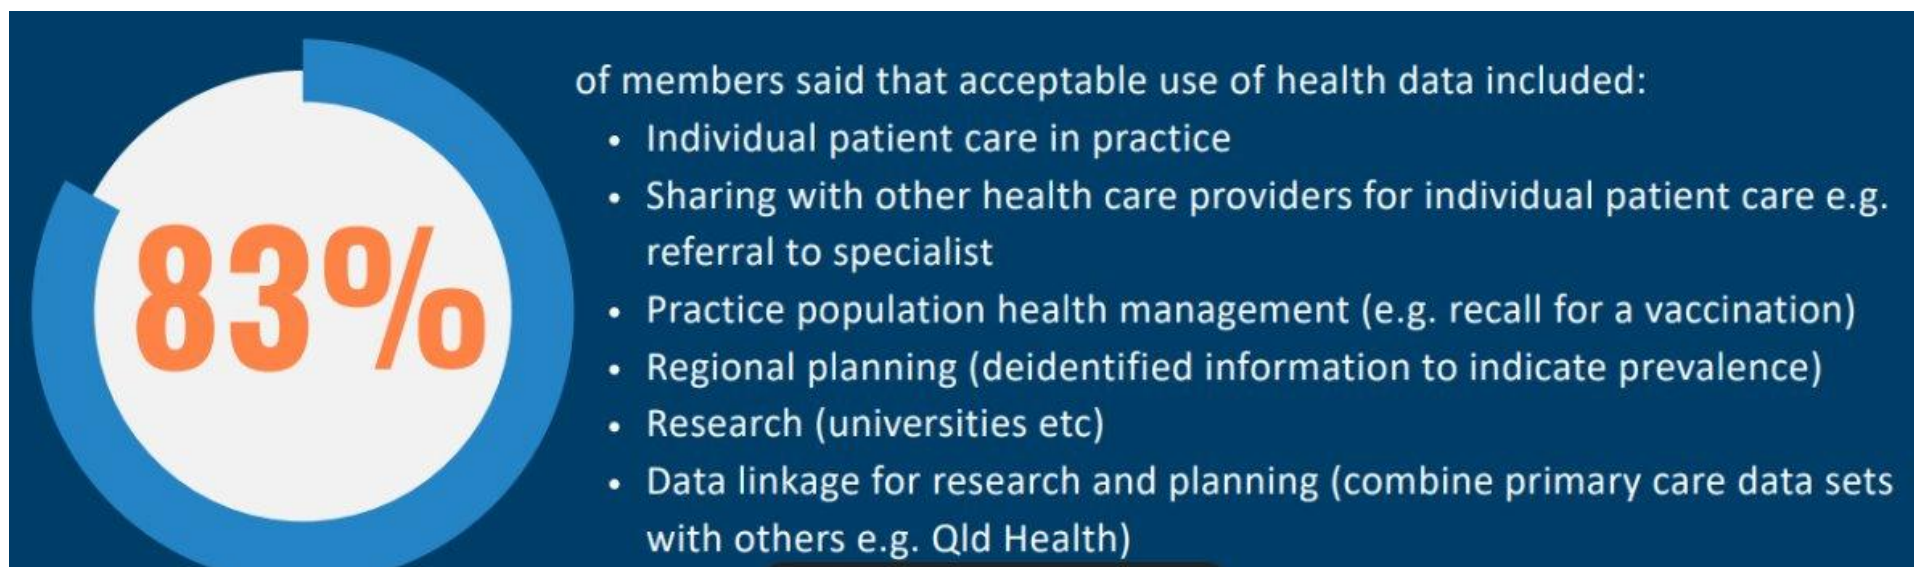 83%
of members said that acceptable use of health data included:
• Individual patient care in practice
• Sharing with other health care providers for individual patient care e.g.
referral to specialist
• Practice population health management (e.g. recall for a vaccination)
• Regional planning (deidentified information to indicate prevalence)
• Research (universities etc)
• Data linkage for research and planning (combine primary care data sets
with others e.g. Qld Health)